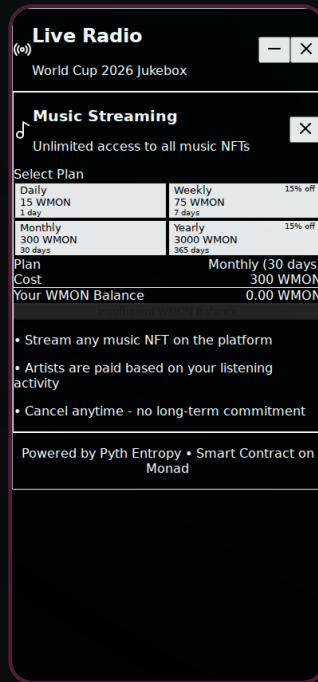 Live Radio
World Cup 2026 Jukebox
Music Streaming
Unlimited access to all music NFTs
Select Plan
Daily
15 WMON
1 day
Weekly
15% off
75 WMON
7 days
Monthly
300 WMON
30 days
Yearly
15% off
3000 WMON
365 days
Plan
Monthly (30 days
Cost
300 WMON
Your WMON Balance
0.00 WMON
Insufficient WMON Balance
• Stream any music NFT on the platform
• Artists are paid based on your listening
activity
• Cancel anytime - no long-term commitment
Powered by Pyth Entropy • Smart Contract on
Monad